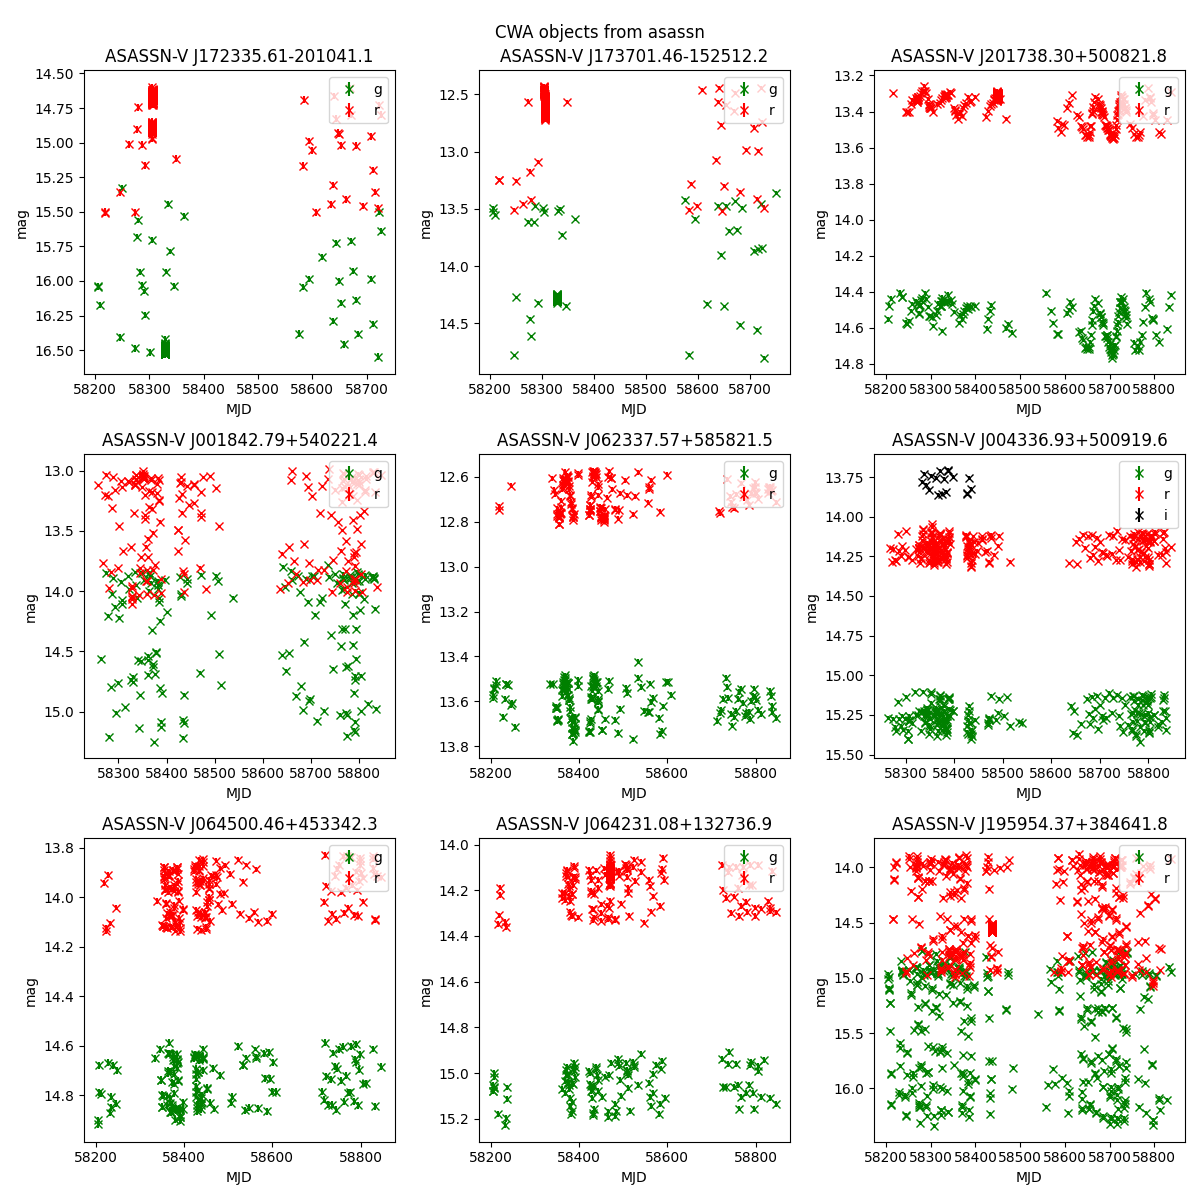 CWA objects from asassn
ASASSN-V J172335.61-201041.1
14.50
14.75
15.00
15.25
15.50
15.75
16.00
16.25
16.50
mag
58200 58300 58400 58500 58600 58700
MJD
g
r
ASASSN-V J173701.46-152512.2
12.5
13.0
13.5
14.0
14.5
mag
58200 58300 58400 58500 58600 58700
MJD
g
r
ASASSN-V J201738.30+500821.8
13.2
13.4
13.6
13.8
14.0
14.2
14.4
14.6
14.8
mag
58200 58300 58400 58500 58600 58700 58800
MJD
g
r
ASASSN-V J001842.79+540221.4
13.0
13.5
14.0
14.5
15.0
mag
58300 58400 58500 58600 58700 58800
MJD
g
r
ASASSN-V J062337.57+585821.5
12.6
12.8
13.0
13.2
13.4
13.6
13.8
mag
58200 58400 58600 58800
MJD
g
r
ASASSN-V J004336.93+500919.6
13.75
14.00
14.25
14.50
14.75
15.00
15.25
15.50
mag
58300 58400 58500 58600 58700 58800
MJD
g
r
i
ASASSN-V J064500.46+453342.3
13.8
14.0
14.2
14.4
14.6
14.8
mag
58200 58400 58600 58800
MJD
g
r
ASASSN-V J064231.08+132736.9
14.0
14.2
14.4
14.6
14.8
15.0
15.2
mag
58200 58400 58600 58800
MJD
g
r
ASASSN-V J195954.37+384641.8
14.0
14.5
15.0
15.5
16.0
mag
58200 58300 58400 58500 58600 58700 58800
MJD
g
r